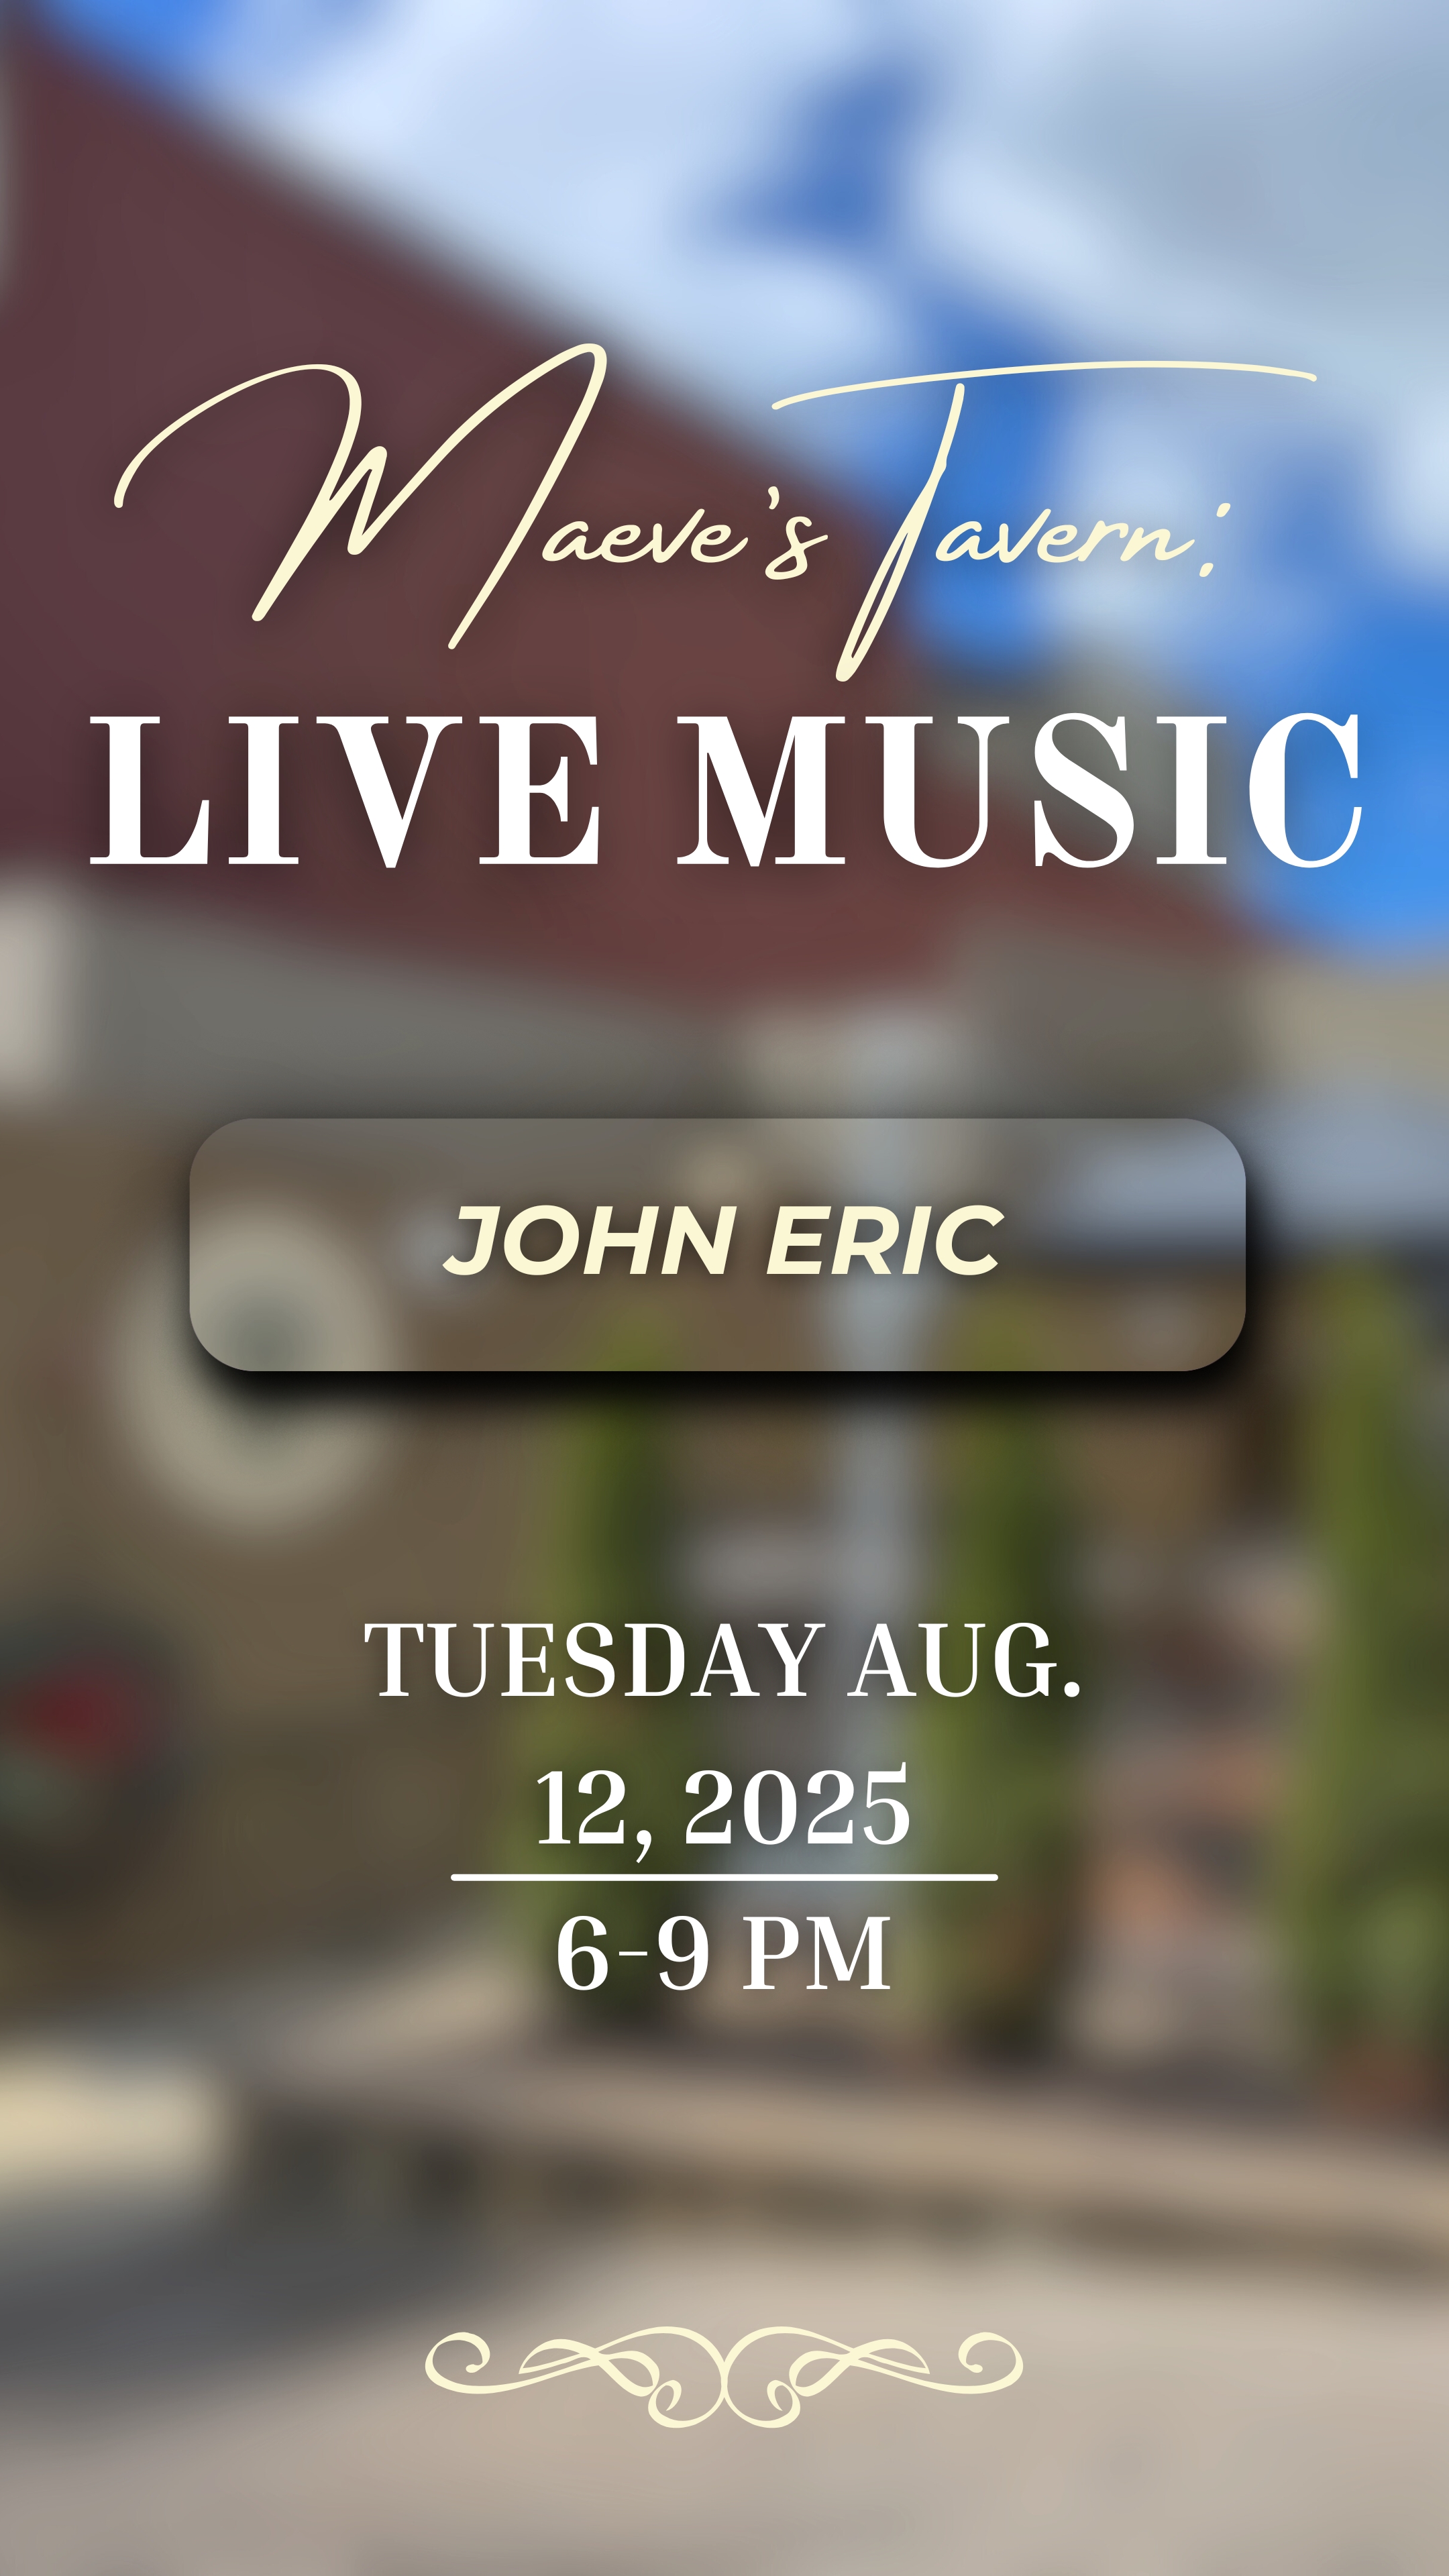 Maeve's Tavern:
LIVE MUSIC
JOHN ERIC
TUESDAY AUG.
12, 2025
6-9 PM